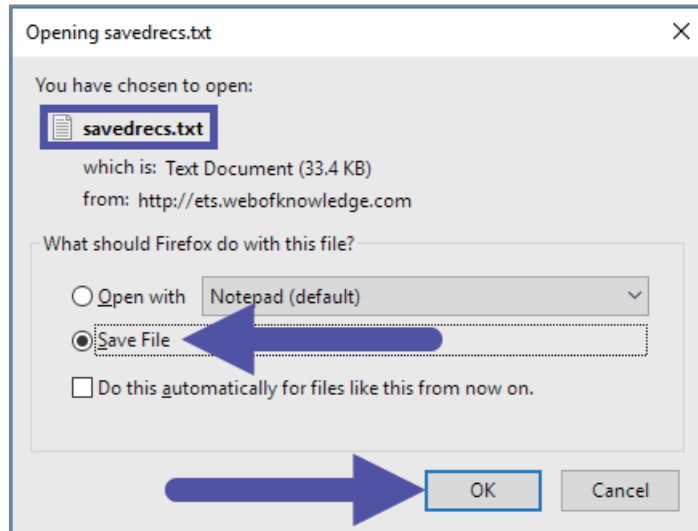 Opening savedrecs.txt
You have chosen to open:
savedrecs.txt
which is: Text Document (33.4 KB)
from: http://ets.webofknowledge.com
What should Firefox do with this file?
Open with Notepad (default)
Save File
Do this automatically for files like this from now on.
OK Cancel